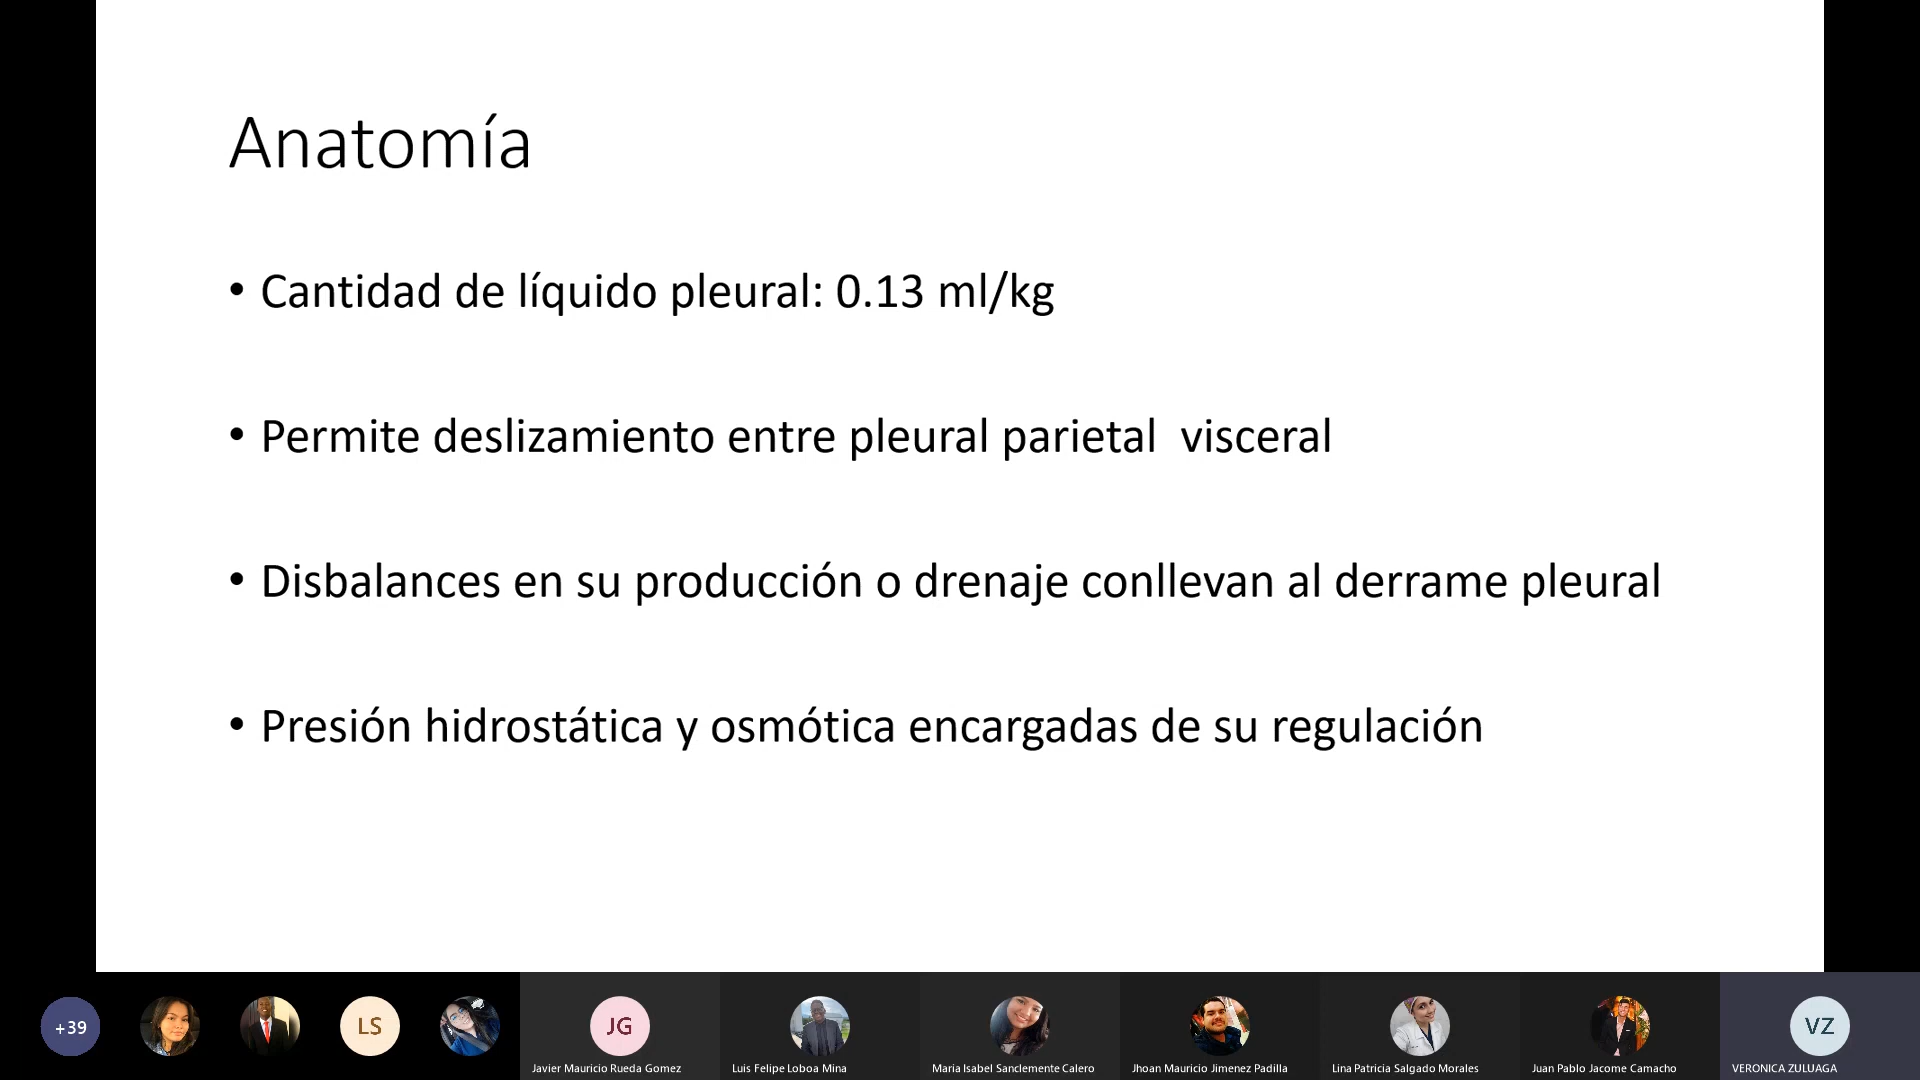 Anatomía
• Cantidad de líquido pleural: 0.13 ml/kg
• Permite deslizamiento entre pleural parietal  visceral
• Disbalances en su producción o drenaje conllevan al derrame pleural
• Presión hidrostática y osmótica encargadas de su regulación
+39
LS
JG
VZ
Javier Mauricio Rueda Gomez
Luis Felipe Loboa Mina
Maria Isabel Sanclemente Calero
Jhoan Mauricio Jimenez Padilla
Lina Patricia Salgado Morales
Juan Pablo Jacome Camacho
VERONICA ZULUAGA